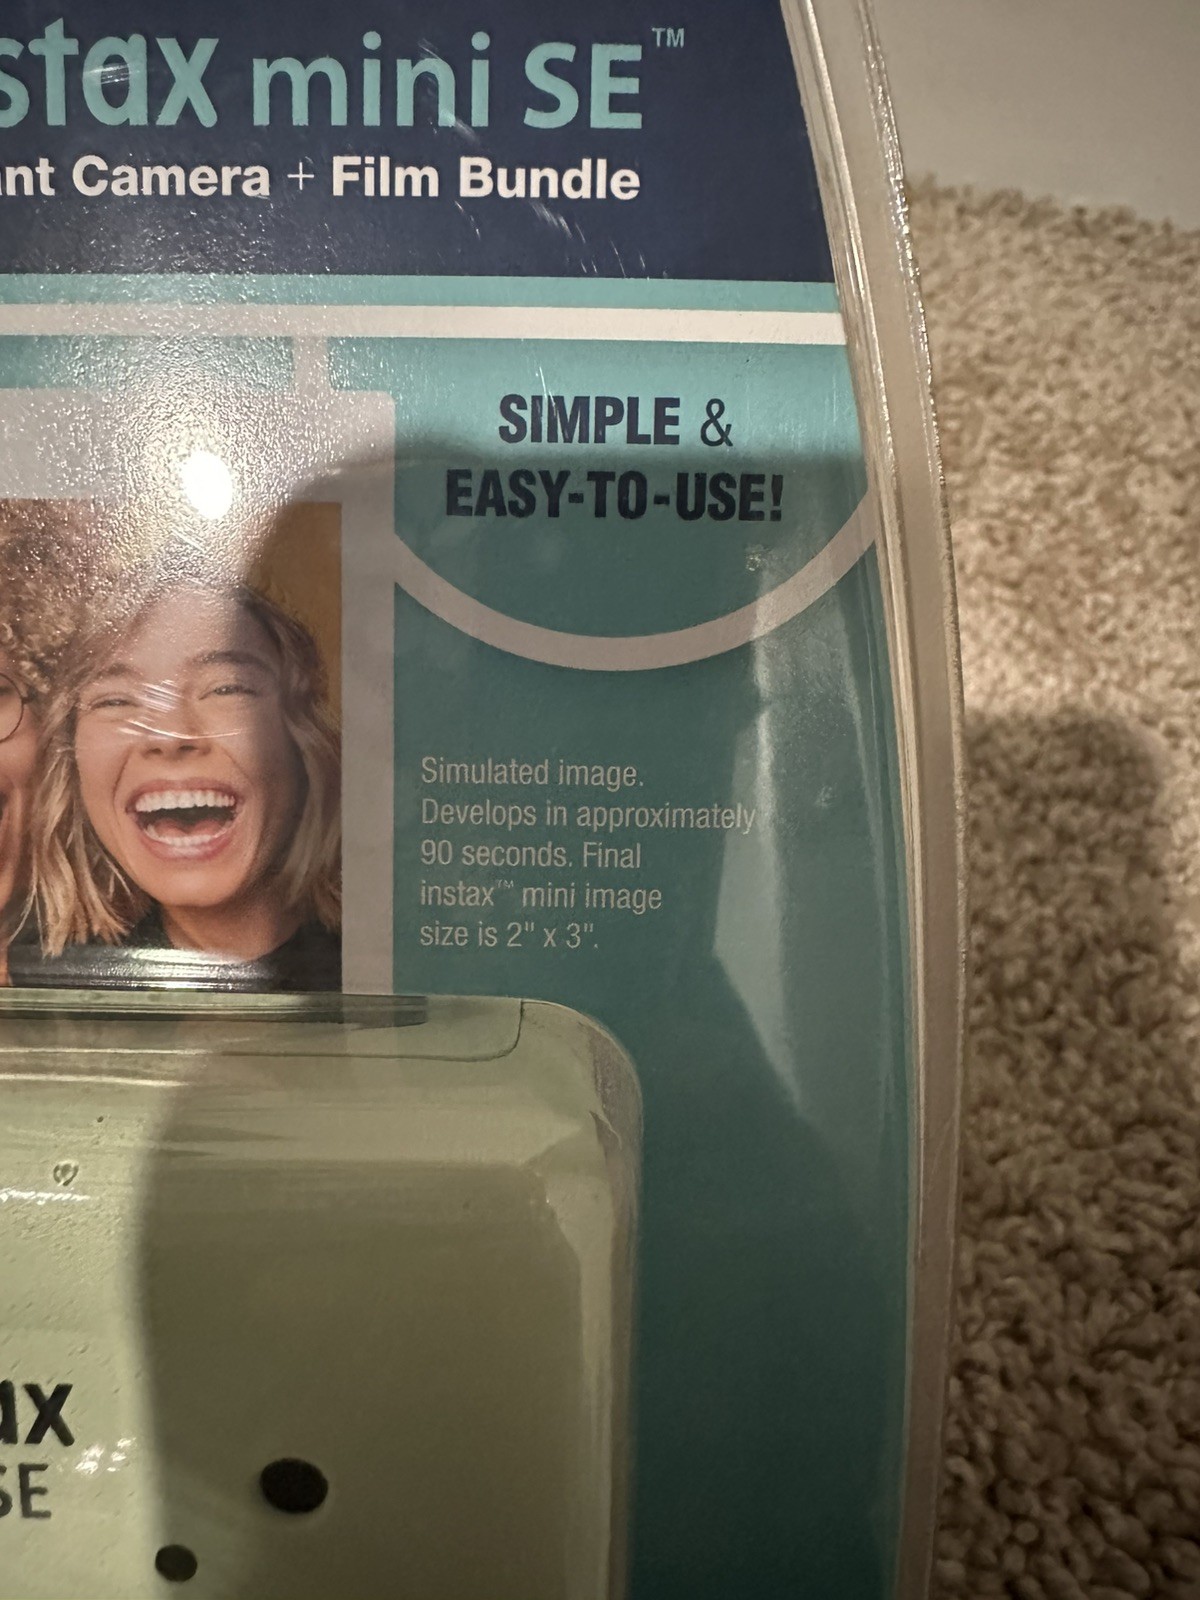 stax mini SE™
nt Camera + Film Bundle
SIMPLE &
EASY-TO-USE!
Simulated image.
Develops in approximately
90 seconds. Final
instax™ mini image
size is 2" x 3".
ax
SE